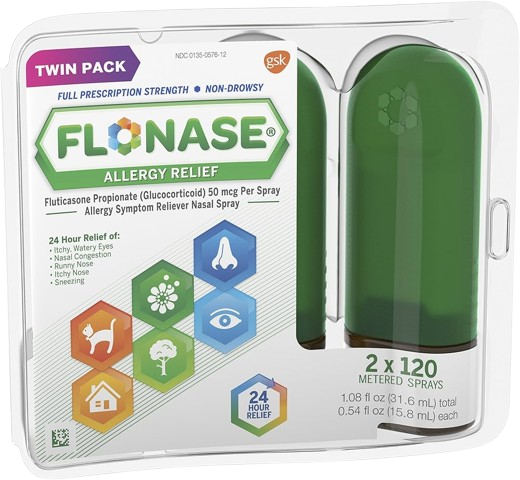 TWIN PACK
NDC 0135-0576-12
gsk
FULL PRESCRIPTION STRENGTH • NON-DROWSY
FLONASE®
ALLERGY RELIEF
Fluticasone Propionate (Glucocorticoid) 50 mcg Per Spray
Allergy Symptom Reliever Nasal Spray
24 Hour Relief of:
• Itchy, Watery Eyes
• Nasal Congestion
• Runny Nose
• Itchy Nose
• Sneezing
24
HOUR
RELIEF
2 x 120
METERED SPRAYS
1.08 fl oz (31.6 mL) total
0.54 fl oz (15.8 mL) each